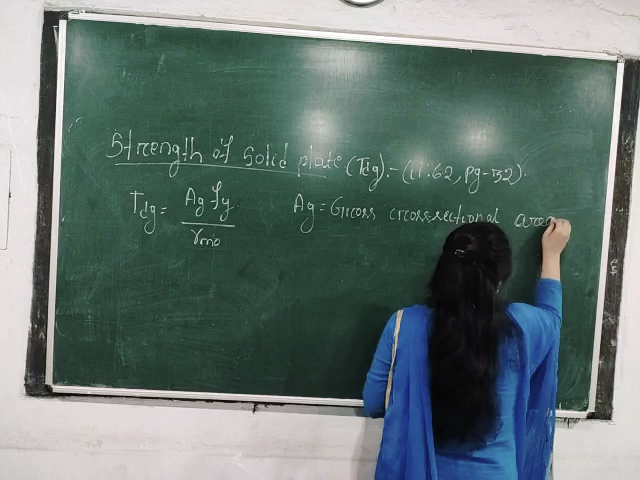 Strength of Solid plate (Tdg):- (cl:6.2, pg-32).
Tdg = Ag fy / γmo
Ag = Gross cross-sectional area